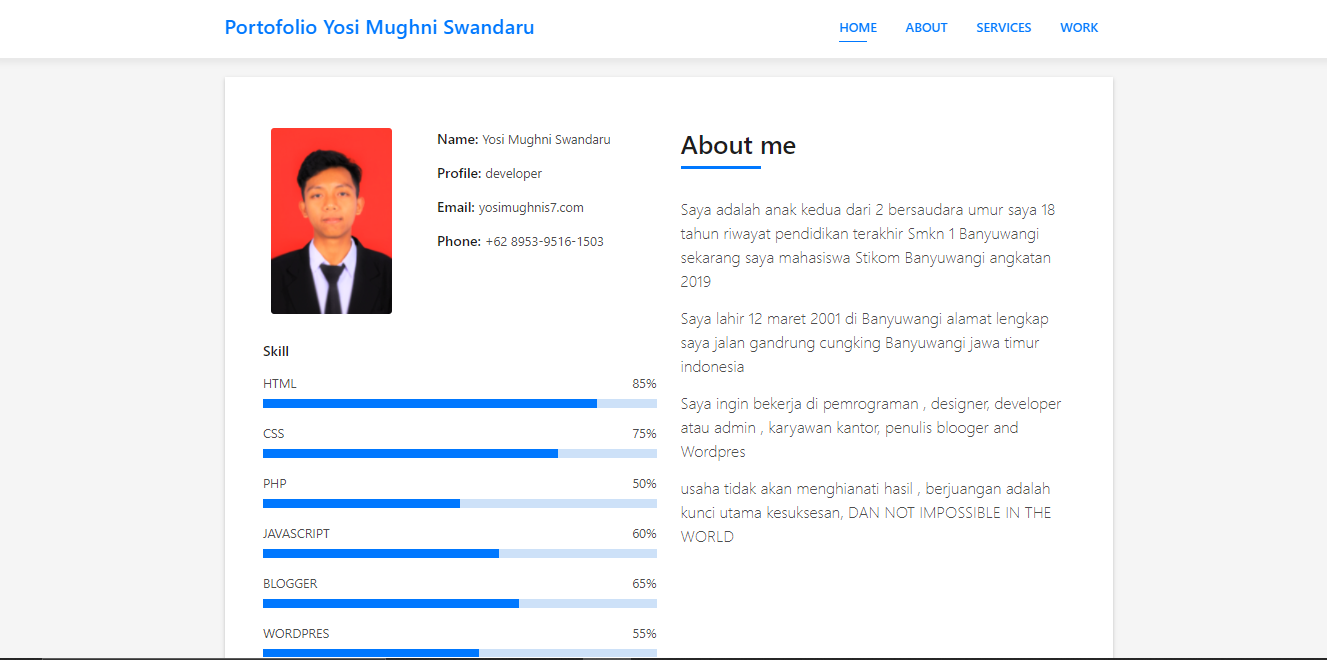 Portofolio Yosi Mughni Swandaru
HOME ABOUT SERVICES WORK
Name: Yosi Mughni Swandaru
Profile: developer
Email: yosimughnis7.com
Phone: +62 8953-9516-1503
Skill
HTML 85%
CSS 75%
PHP 50%
JAVASCRIPT 60%
BLOGGER 65%
WORDPRES 55%
About me
Saya adalah anak kedua dari 2 bersaudara umur saya 18
tahun riwayat pendidikan terakhir Smkn 1 Banyuwangi
sekarang saya mahasiswa Stikom Banyuwangi angkatan
2019
Saya lahir 12 maret 2001 di Banyuwangi alamat lengkap
saya jalan gandrung cungking Banyuwangi jawa timur
indonesia
Saya ingin bekerja di pemrograman , designer, developer
atau admin , karyawan kantor, penulis blooger and
Wordpres
usaha tidak akan menghianati hasil , berjuangan adalah
kunci utama kesuksesan, DAN NOT IMPOSSIBLE IN THE
WORLD